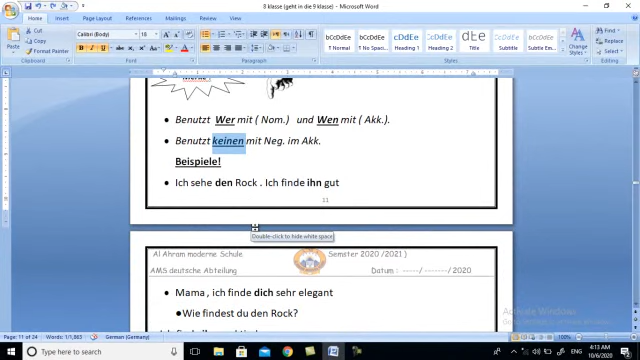 8 klasse (geht in die 9 klasse) - Microsoft Word
Home Insert Page Layout References Mailings Review View
Paste
Cut
Copy
Format Painter
Clipboard
Calibri (Body)
Font
Paragraph
¶ Normal
¶ No Spaci...
Heading 1
Heading 2
Title
Subtitle
Subtle Em...
Styles
Change Styles
Find
Replace
Select
Editing
• Benutzt Wer mit ( Nom.) und Wen mit ( Akk.).
• Benutzt keinen mit Neg. im Akk.
Beispiele!
• Ich sehe den Rock . Ich finde ihn gut
11
Double-click to hide white space
Al Ahram moderne Schule Semster 2020 /2021 )
AMS deutsche Abteilung Datum : -----/ -------/ 2020
• Mama , ich finde dich sehr elegant
●Wie findest du den Rock?
Activate Windows
Page: 11 of 24 Words: 1/1,863 German (Germany) 100%
Type here to search
ENG
4:13 AM
10/6/2020